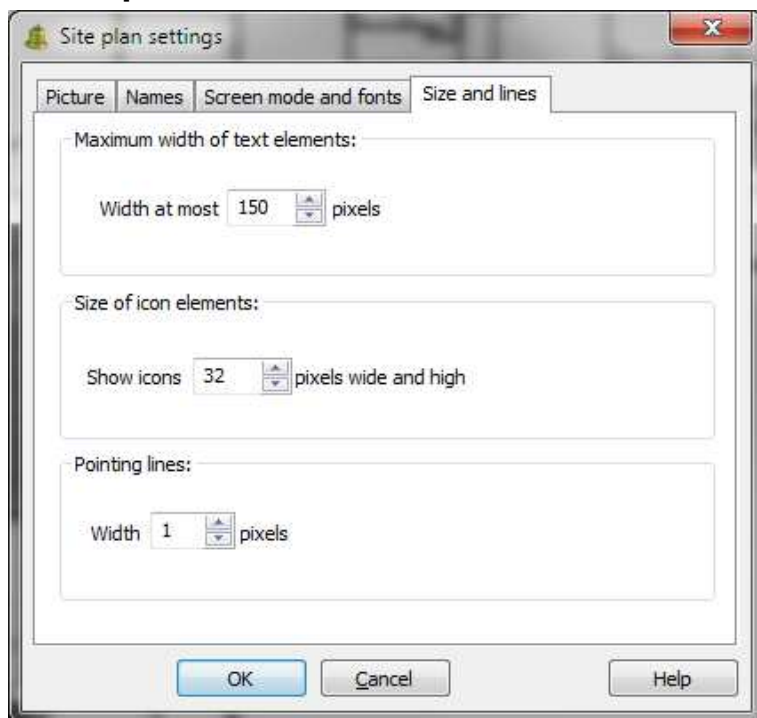 Site plan settings
Picture Names Screen mode and fonts Size and lines
Maximum width of text elements:
Width at most 150 pixels
Size of icon elements:
Show icons 32 pixels wide and high
Pointing lines:
Width 1 pixels
OK Cancel Help